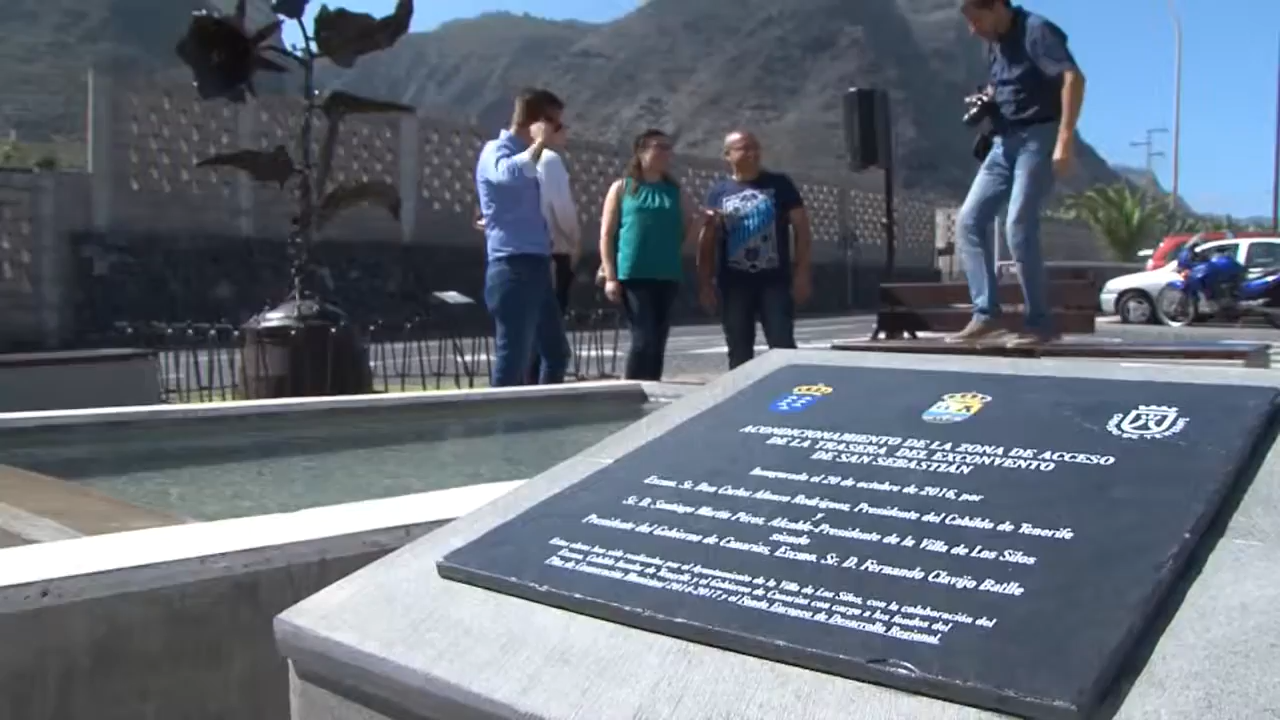 ACONDICIONAMIENTO DE LA ZONA DE ACCESO
DE LA TRASERA DEL EXCONVENTO
DE SAN SEBASTIÁN
Inaugurada el 20 de octubre de 2016, por
Excmo. Sr. Don Carlos Alonso Rodríguez, Presidente del Cabildo de Tenerife
y
Sr. D. Santiago Martín Pérez, Alcalde-Presidente de la Villa de Los Silos
siendo
Presidente del Gobierno de Canarias, Excmo. Sr. D. Fernando Clavijo Batlle
Estas obras han sido realizadas por el Ayuntamiento de la Villa de Los Silos, con la colaboración del
Excmo. Cabildo Insular de Tenerife y el Gobierno de Canarias con cargo a los fondos del
Plan de Cooperación Municipal 2014-2017 y el Fondo Europeo de Desarrollo Regional.